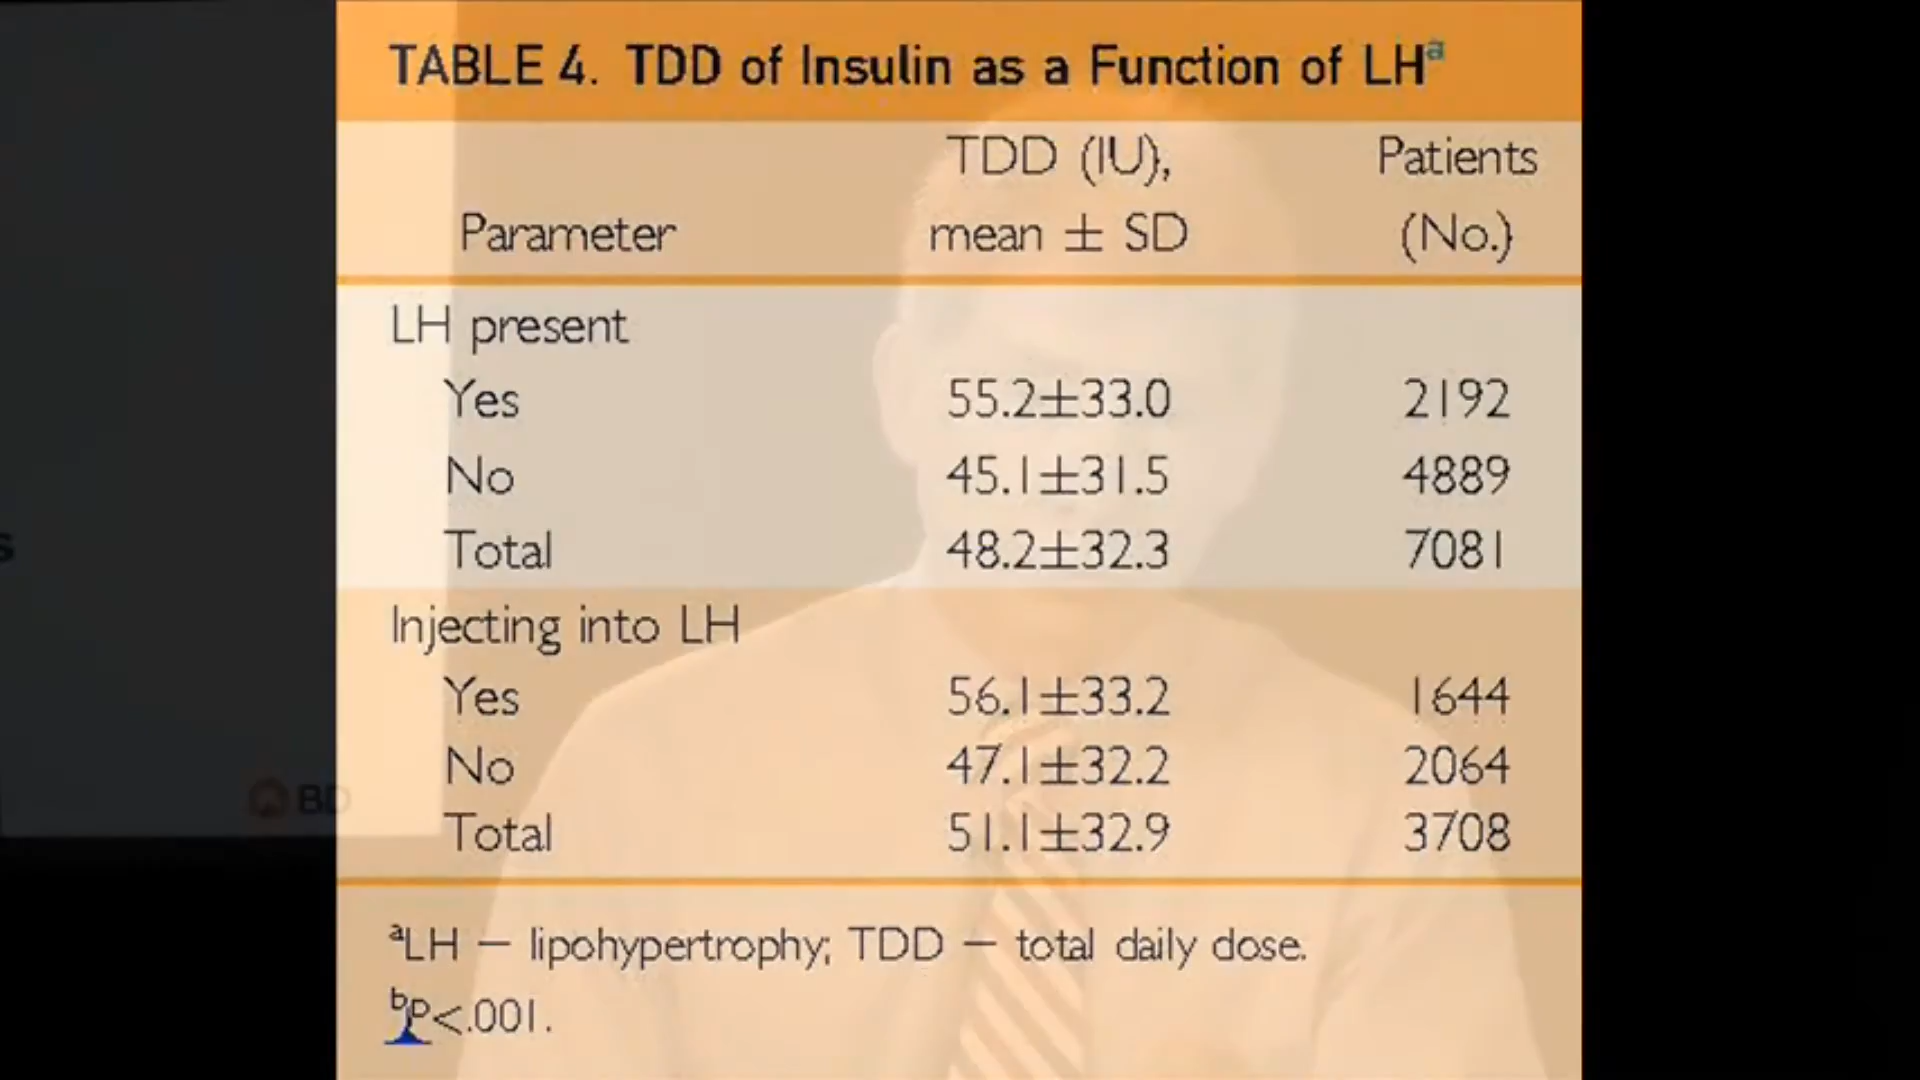 TABLE 4. TDD of Insulin as a Function of LHᵃ
TDD (IU), Patients
Parameter mean ± SD (No.)
LH present
Yes 55.2±33.0 2192
No 45.1±31.5 4889
Total 48.2±32.3 7081
Injecting into LH
Yes 56.1±33.2 1644
No 47.1±32.2 2064
Total 51.1±32.9 3708
ᵃLH – lipohypertrophy; TDD – total daily dose.
ᵇP<.001.
s
BD